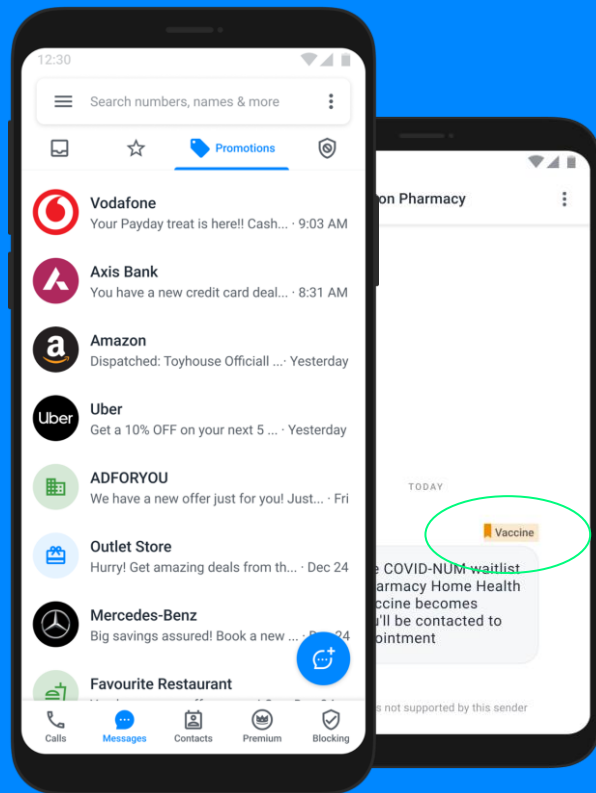 12:30
Search numbers, names & more
Promotions
Vodafone
Your Payday treat is here!! Cash... · 9:03 AM
Axis Bank
You have a new credit card deal... · 8:31 AM
a
Amazon
Dispatched: Toyhouse Officiall ...· Yesterday
Uber
Uber
Get a 10% OFF on your next 5 ... · Yesterday
ADFORYOU
We have a new offer just for you! Just... · Fri
Outlet Store
Hurry! Get amazing deals from th... · Dec 24
Mercedes-Benz
Big savings assured! Book a new ... · 24
Favourite Restaurant
Calls
Messages
Contacts
Premium
Blocking
on Pharmacy
TODAY
Vaccine
COVID-NUM waitlist
armacy Home Health
ccine becomes
u'll be contacted to
ointment
s not supported by this sender